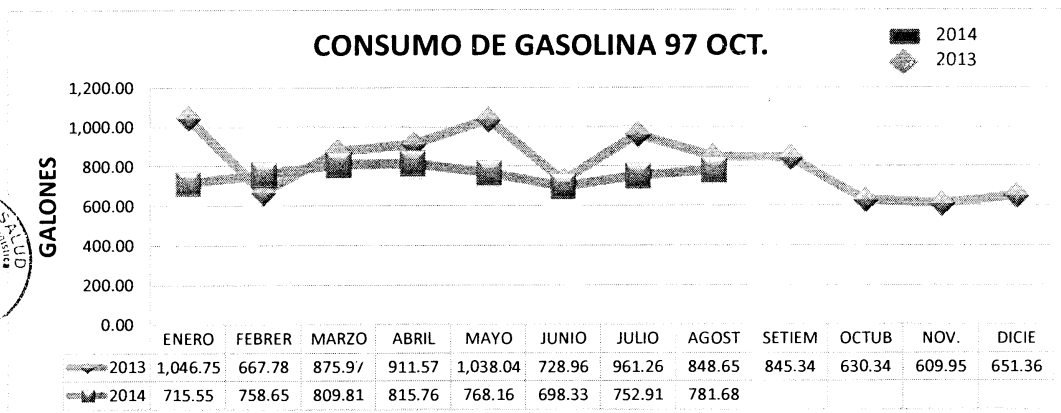 CONSUMO DE GASOLINA 97 OCT.
2014
2013
GALONES
1,200.00
1,000.00
800.00
600.00
400.00
200.00
0.00
ENERO FEBRER MARZO ABRIL MAYO JUNIO JULIO AGOST SETIEM OCTUB NOV. DICIE
2013 1,046.75 667.78 875.97 911.57 1,038.04 728.96 961.26 848.65 845.34 630.34 609.95 651.36
2014 715.55 758.65 809.81 815.76 768.16 698.33 752.91 781.68
SALUD